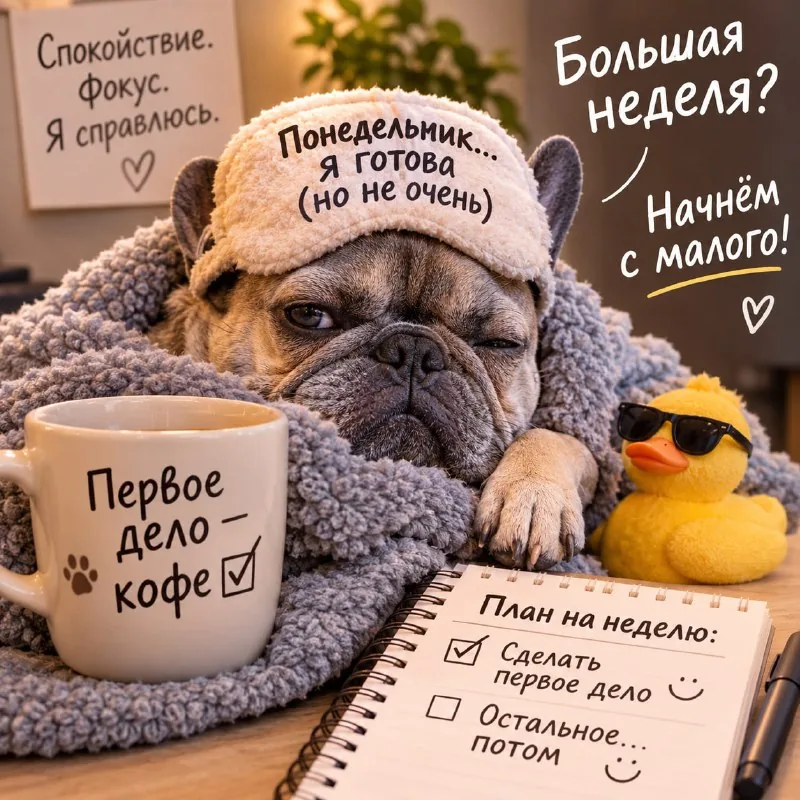 Спокойствие.
Фокус.
Я справлюсь.
Большая
неделя?
Начнём
с малого!
Понедельник...
я готова
(но не очень)
Первое
дело —
кофе
План на неделю:
Сделать
первое дело
Остальное...
потом